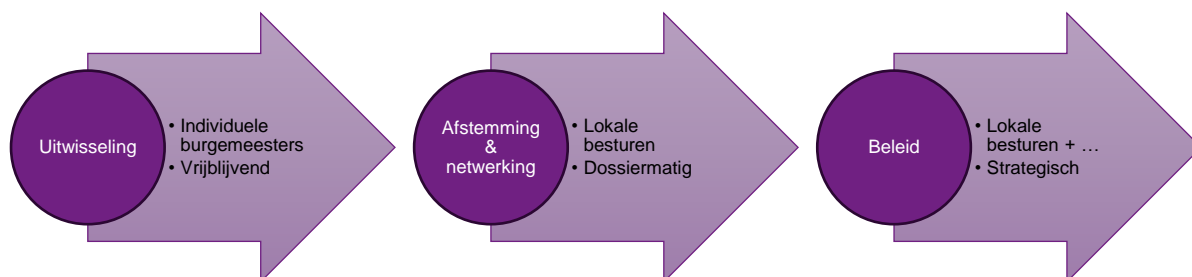 Uitwisseling
• Individuele
burgemeesters
• Vrijblijvend
Afstemming
&
netwerking
• Lokale
besturen
• Dossiermatig
Beleid
• Lokale
besturen + …
• Strategisch